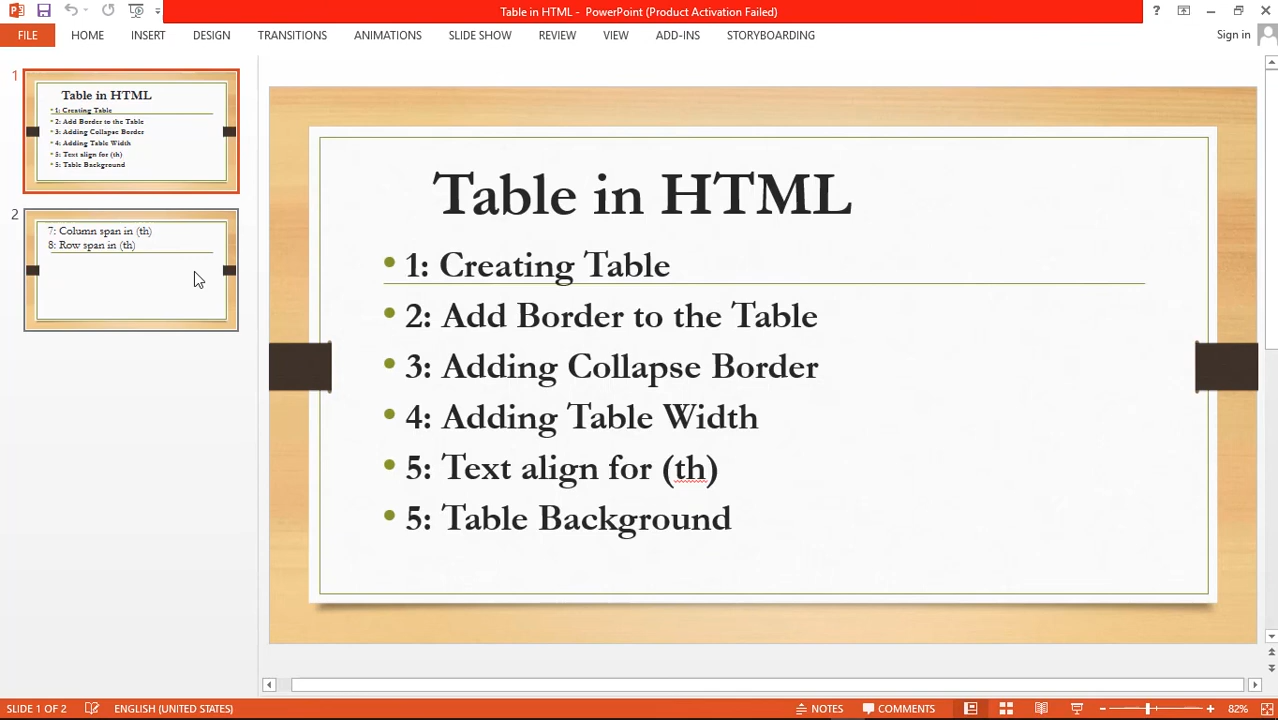 Table in HTML - PowerPoint (Product Activation Failed)
?
FILE HOME INSERT DESIGN TRANSITIONS ANIMATIONS SLIDE SHOW REVIEW VIEW ADD-INS STORYBOARDING Sign in
1
Table in HTML
• 1: Creating Table
• 2: Add Border to the Table
• 3: Adding Collapse Border
• 4: Adding Table Width
• 5: Text align for (th)
• 5: Table Background
2
7: Column span in (th)
8: Row span in (th)
Table in HTML
• 1: Creating Table
• 2: Add Border to the Table
• 3: Adding Collapse Border
• 4: Adding Table Width
• 5: Text align for (th)
• 5: Table Background
SLIDE 1 OF 2 ENGLISH (UNITED STATES) NOTES COMMENTS 82%